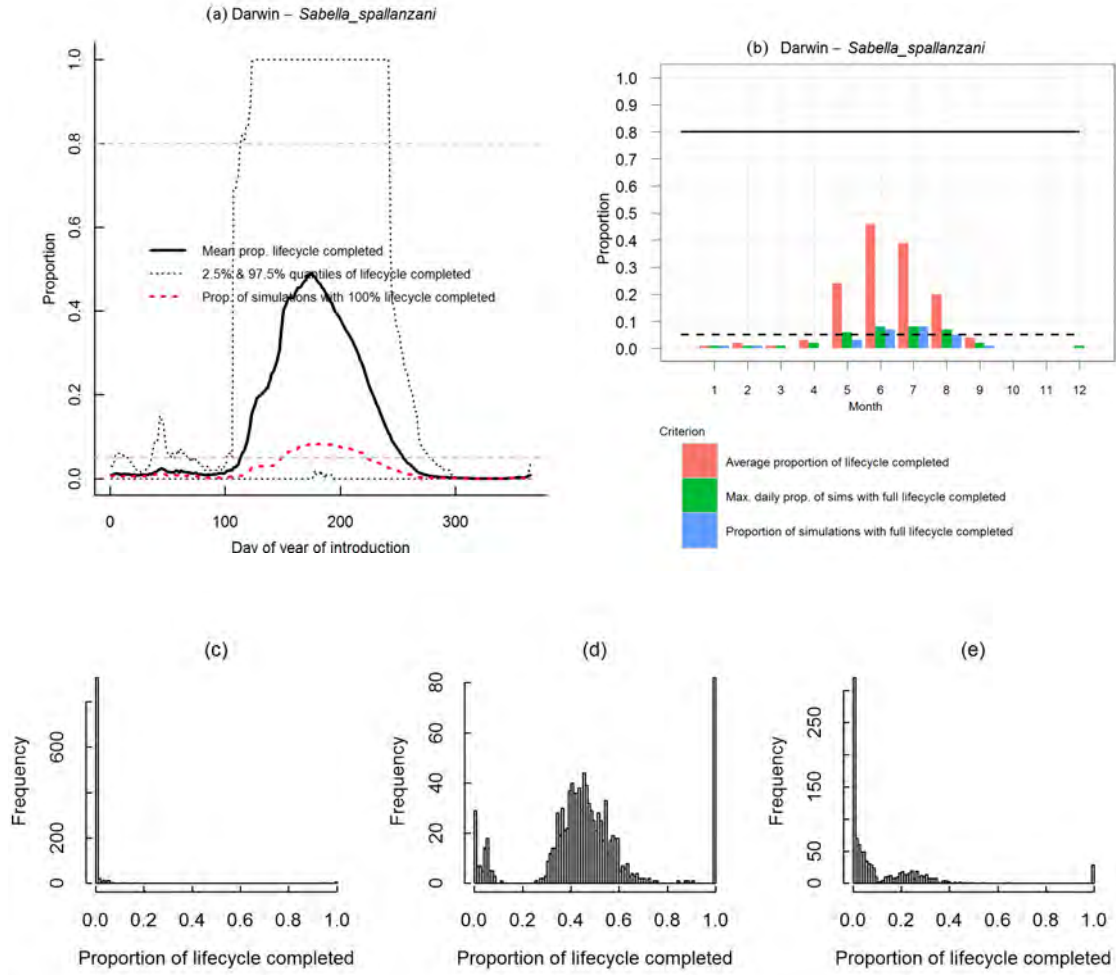 (a) Darwin – Sabella_spallanzani
Proportion
1.0
0.8
0.6
0.4
0.2
0.0
Mean prop. lifecycle completed
2.5% & 97.5% quantiles of lifecycle completed
Prop. of simulations with 100% lifecycle completed
0 100 200 300
Day of year of introduction
(b) Darwin – Sabella_spallanzani
Proportion
1.0
0.9
0.8
0.7
0.6
0.5
0.4
0.3
0.2
0.1
0.0
1 2 3 4 5 6 7 8 9 10 11 12
Month
Criterion
Average proportion of lifecycle completed
Max. daily prop. of sims with full lifecycle completed
Proportion of simulations with full lifecycle completed
(c)
Frequency
600
200
0
0.0 0.2 0.4 0.6 0.8 1.0
Proportion of lifecycle completed
(d)
Frequency
80
60
40
20
0
0.0 0.2 0.4 0.6 0.8 1.0
Proportion of lifecycle completed
(e)
Frequency
250
150
50
0
0.0 0.2 0.4 0.6 0.8 1.0
Proportion of lifecycle completed